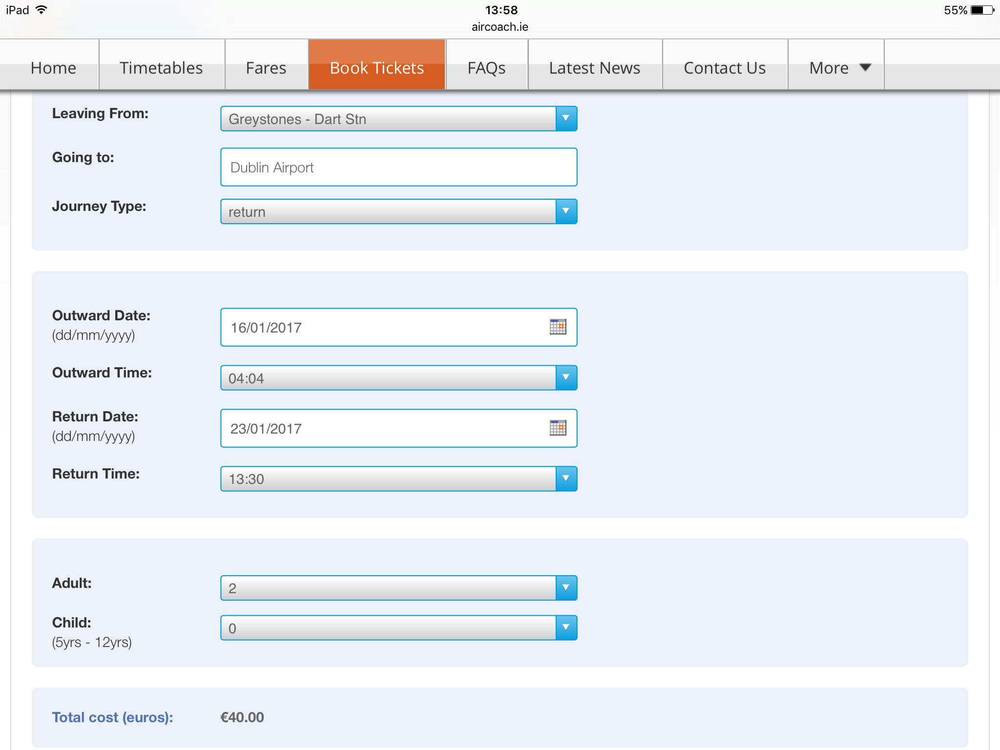 iPad 13:58 55%
aircoach.ie
Home Timetables Fares Book Tickets FAQs Latest News Contact Us More
Leaving From: Greystones - Dart Stn
Going to: Dublin Airport
Journey Type: return
Outward Date: 16/01/2017
(dd/mm/yyyy)
Outward Time: 04:04
Return Date: 23/01/2017
(dd/mm/yyyy)
Return Time: 13:30
Adult: 2
Child: 0
(5yrs - 12yrs)
Total cost (euros): €40.00